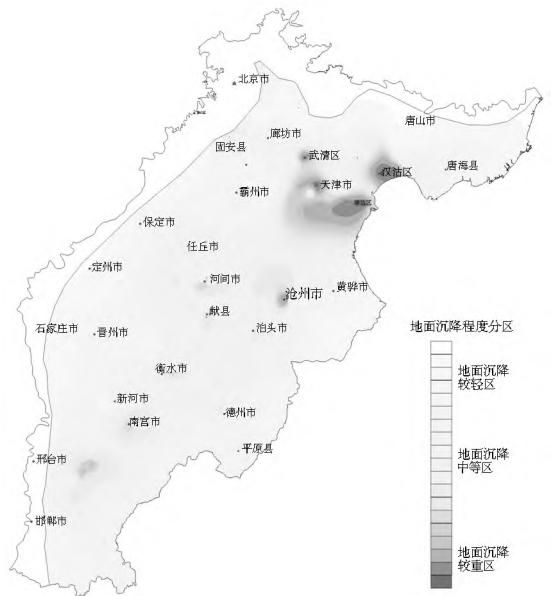 北京市
唐山市
廊坊市
固安县
武清区
汉沽区
唐海县
天津市
霸州市
塘沽区
保定市
任丘市
定州市
河间市
沧州市
黄骅市
献县
石家庄市
晋州市
泊头市
地面沉降程度分区
衡水市
地面沉降
较轻区
新河市
德州市
南宫市
平原县
邢台市
地面沉降
中等区
邯郸市
地面沉降
较重区